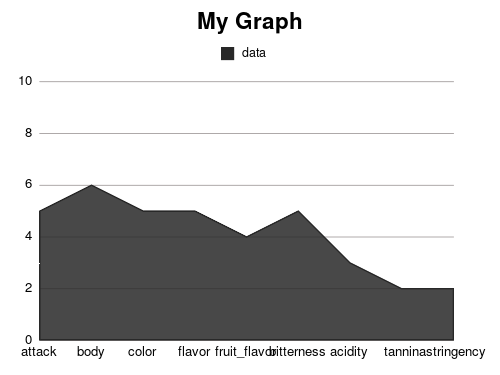 My Graph
data
10
8
6
4
2
0
attack body color flavor fruit_flavor bitterness acidity tannin astringency